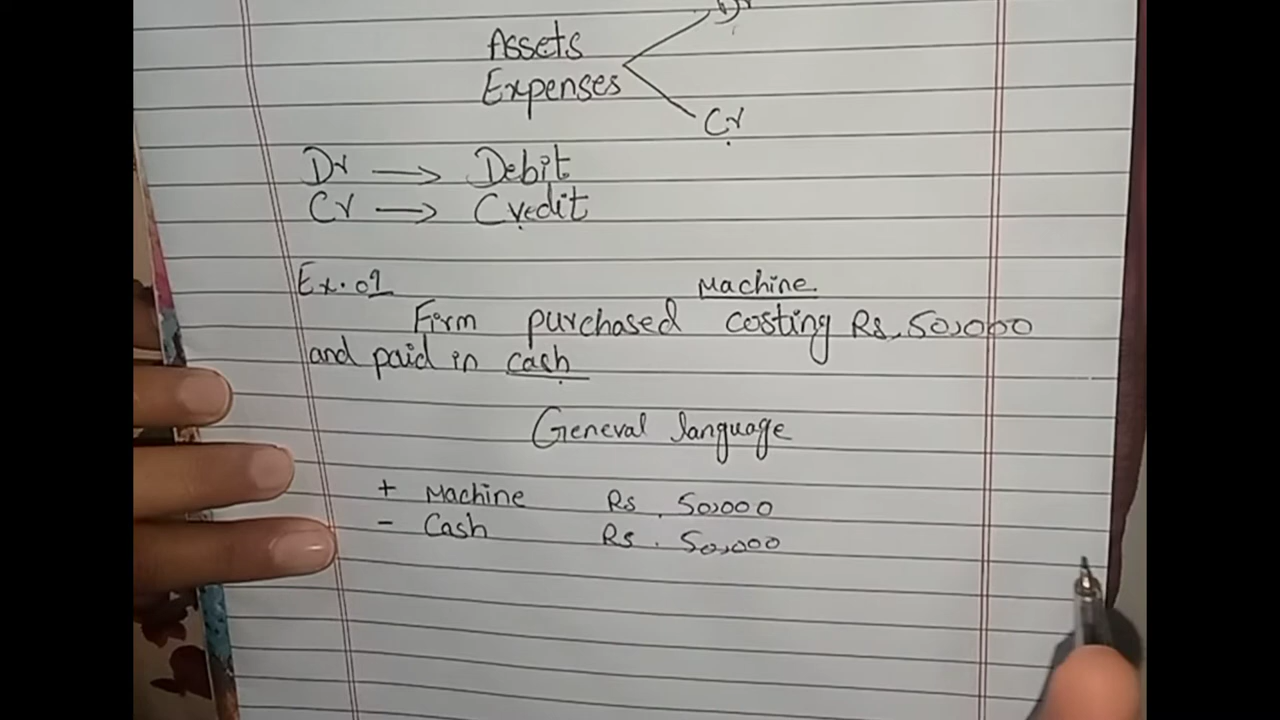 Dr
Assets
Expenses
Cr
Dr → Debit
Cr → Credit
Ex. 01
Machine
Firm purchased costing Rs. 50,000
and paid in cash
General language
+ Machine Rs. 50,000
- Cash Rs. 50,000